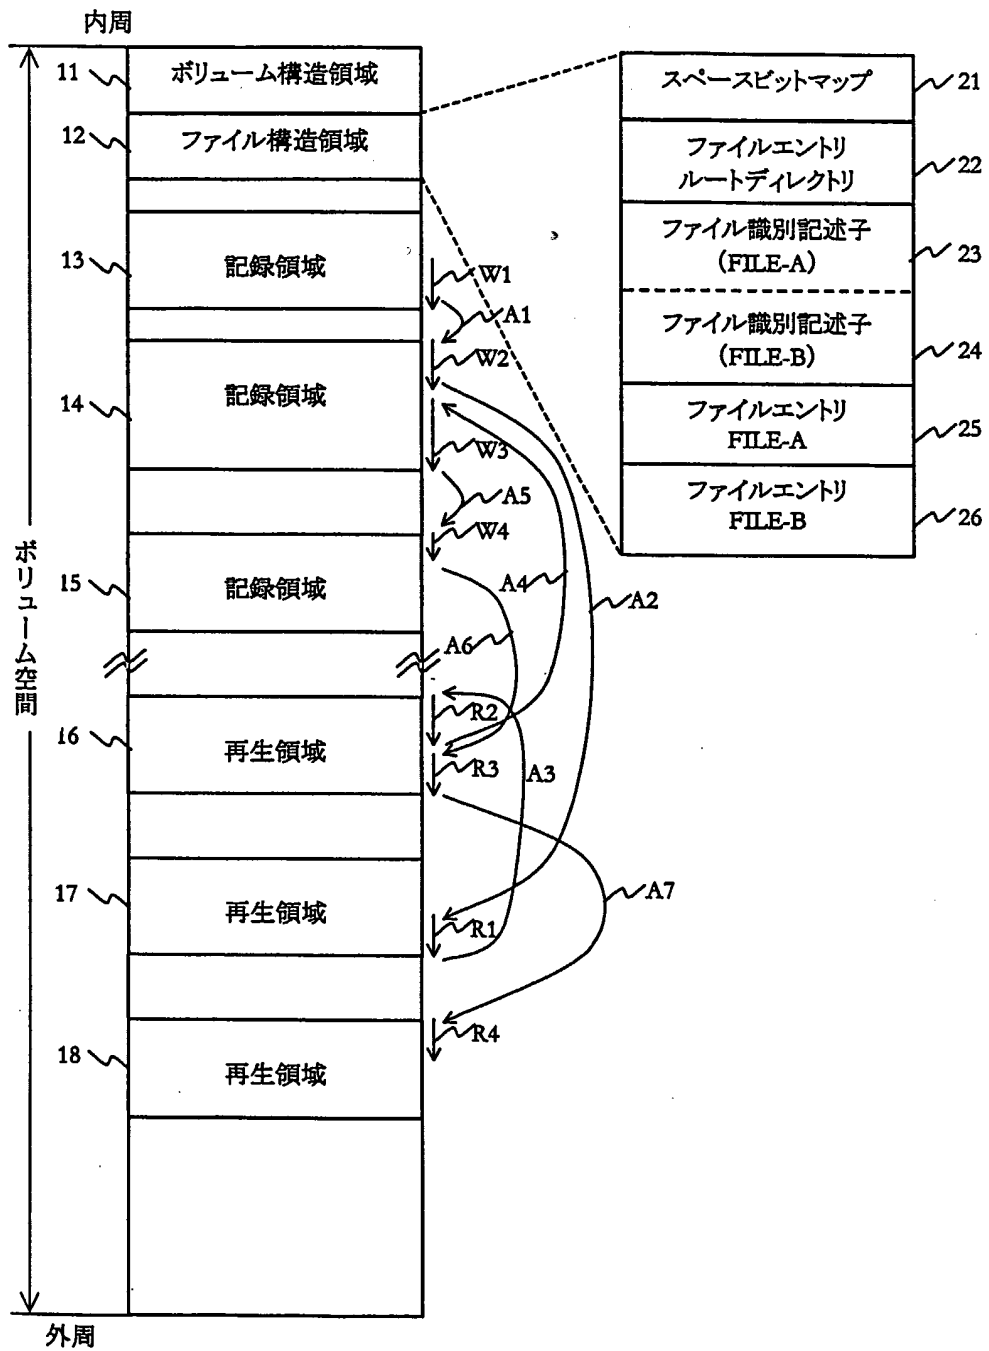 内周
11
ボリューム構造領域
12
ファイル構造領域
13
記録領域
W1
A1
14
記録領域
W2
W3
A5
W4
15
記録領域
A4
A2
A6
ボリューム空間
16
再生領域
R2
R3
A3
17
再生領域
R1
A7
18
再生領域
R4
外周
スペースビットマップ
21
ファイルエントリ
ルートディレクトリ
22
ファイル識別記述子
(FILE-A)
23
ファイル識別記述子
(FILE-B)
24
ファイルエントリ
FILE-A
25
ファイルエントリ
FILE-B
26